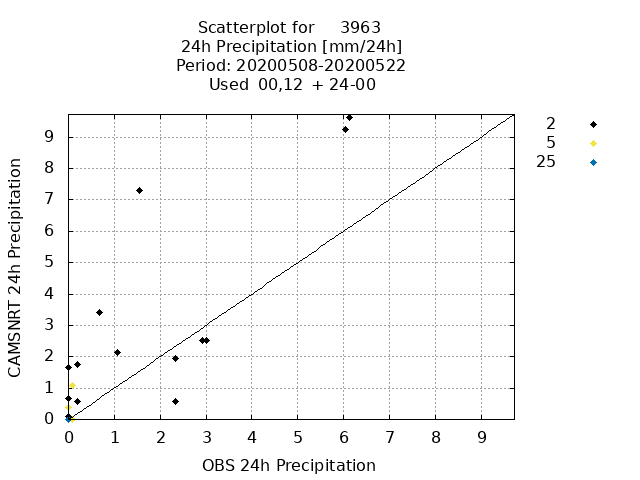 Scatterplot for 3963
24h Precipitation [mm/24h]
Period: 20200508-20200522
Used 00,12 + 24-00
2
5
25
CAMSNRT 24h Precipitation
9
8
7
6
5
4
3
2
1
0
0 1 2 3 4 5 6 7 8 9
OBS 24h Precipitation